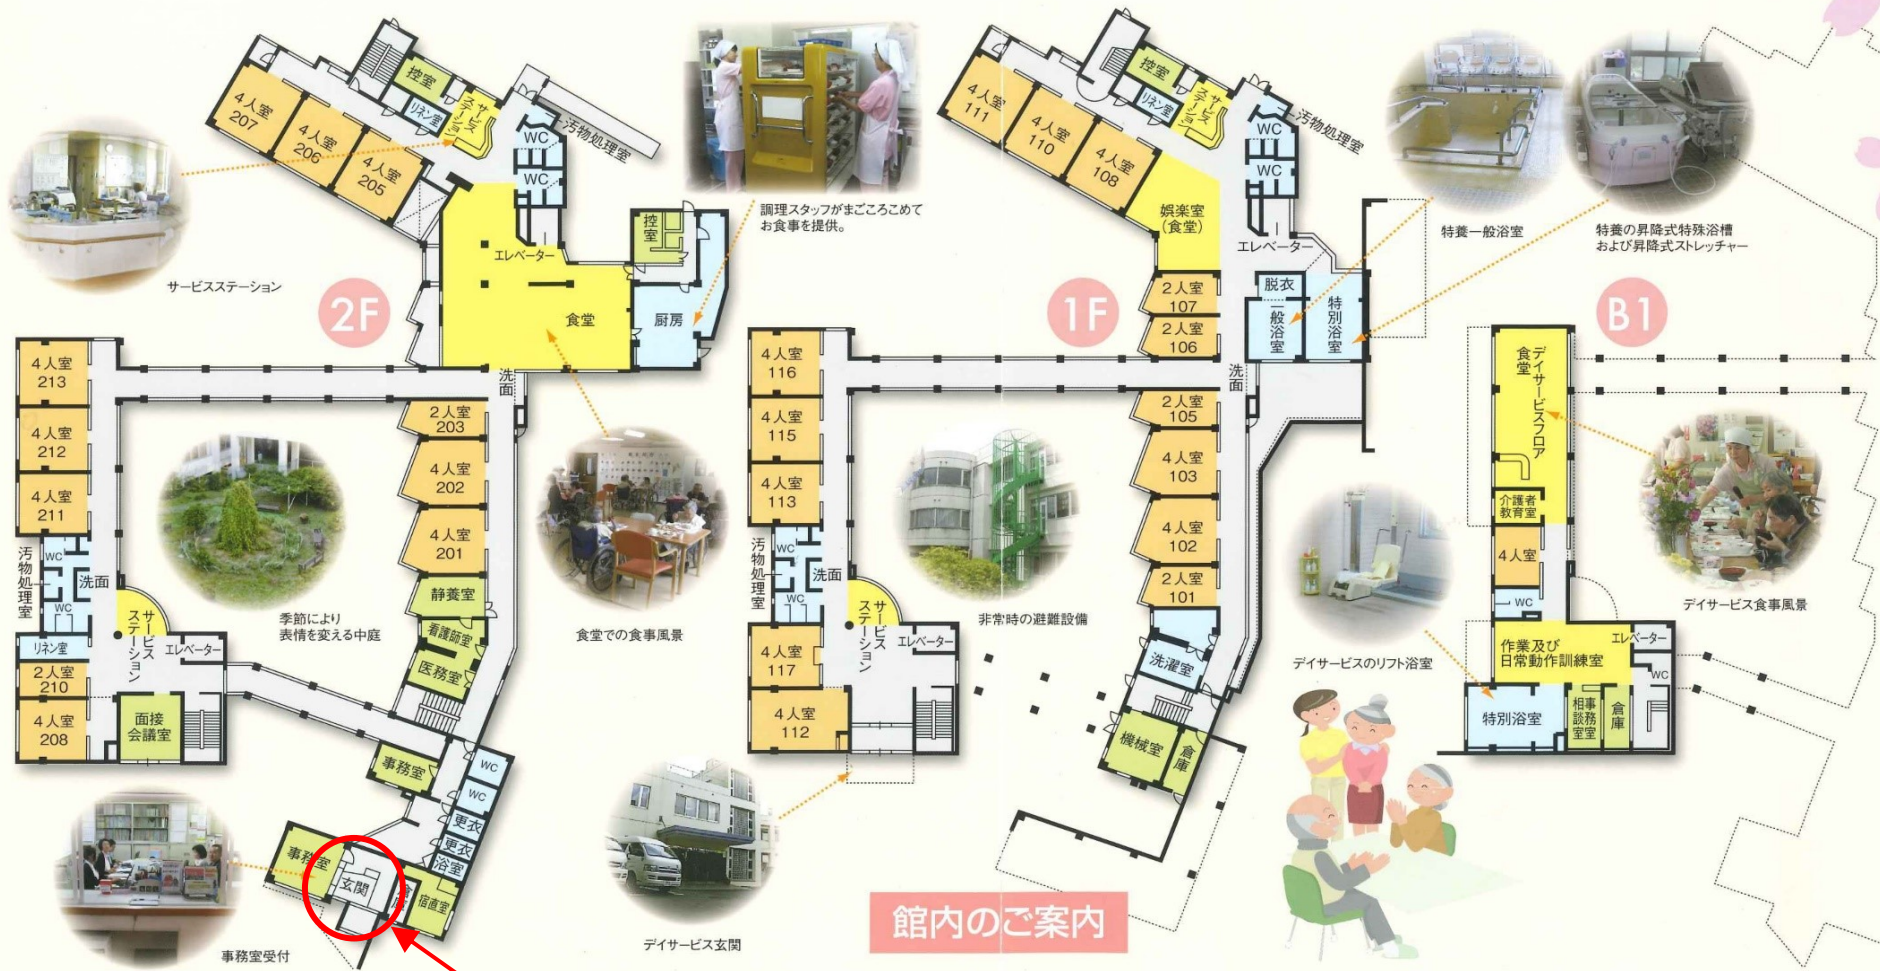 2F
4人室
207
4人室
206
4人室
205
控室
リネン室
サービス
ステーション
WC
WC
汚物処理室
エレベーター
食堂
控室
厨房
サービスステーション
調理スタッフがまごころこめて
お食事を提供。
4人室
213
4人室
212
4人室
211
汚物処理室
WC
WC
洗面
サービス
ステーション
エレベーター
リネン室
2人室
210
4人室
208
面接
会議室
季節により
表情を変える中庭
洗面
2人室
203
4人室
202
4人室
201
静養室
看護師室
医務室
食堂での食事風景
事務室
WC
WC
更衣
更衣
浴室
宿直室
事務室
玄関
事務室受付
1F
4人室
111
4人室
110
4人室
108
控室
リネン室
サービス
ステーション
WC
WC
汚物処理室
娯楽室
(食堂)
エレベーター
2人室
107
2人室
106
脱衣
一般浴室
特別浴室
特養一般浴室
特養の昇降式特殊浴槽
および昇降式ストレッチャー
4人室
116
4人室
115
4人室
113
汚物処理室
WC
WC
洗面
サービス
ステーション
エレベーター
4人室
117
4人室
112
非常時の避難設備
洗面
2人室
105
4人室
103
4人室
102
2人室
101
洗濯室
機械室
倉庫
デイサービス玄関
B1
デイサービスフロア
食堂
介護者
教育室
4人室
WC
作業及び
日常動作訓練室
エレベーター
WC
特別浴室
相談室
事務室
倉庫
デイサービス食事風景
デイサービスのリフト浴室
館内のご案内